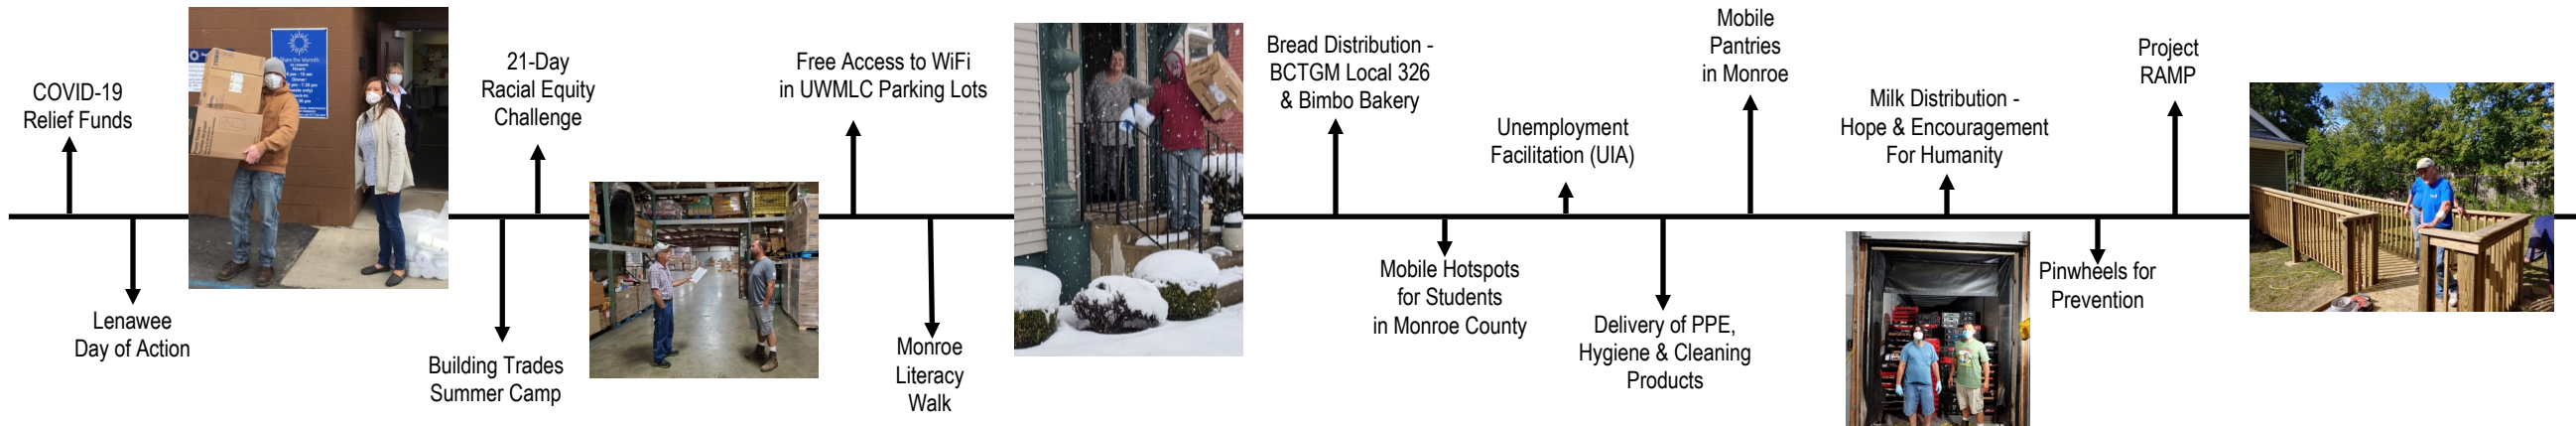 COVID-19
Relief Funds
Lenawee
Day of Action
Share the Warmth
21-Day
Racial Equity
Challenge
Building Trades
Summer Camp
Free Access to WiFi
in UWMLC Parking Lots
Monroe
Literacy
Walk
Bread Distribution -
BCTGM Local 326
& Bimbo Bakery
Mobile Hotspots
for Students
in Monroe County
Unemployment
Facilitation (UIA)
Delivery of PPE,
Hygiene & Cleaning
Products
Mobile
Pantries
in Monroe
Milk Distribution -
Hope & Encouragement
For Humanity
Pinwheels for
Prevention
Project
RAMP